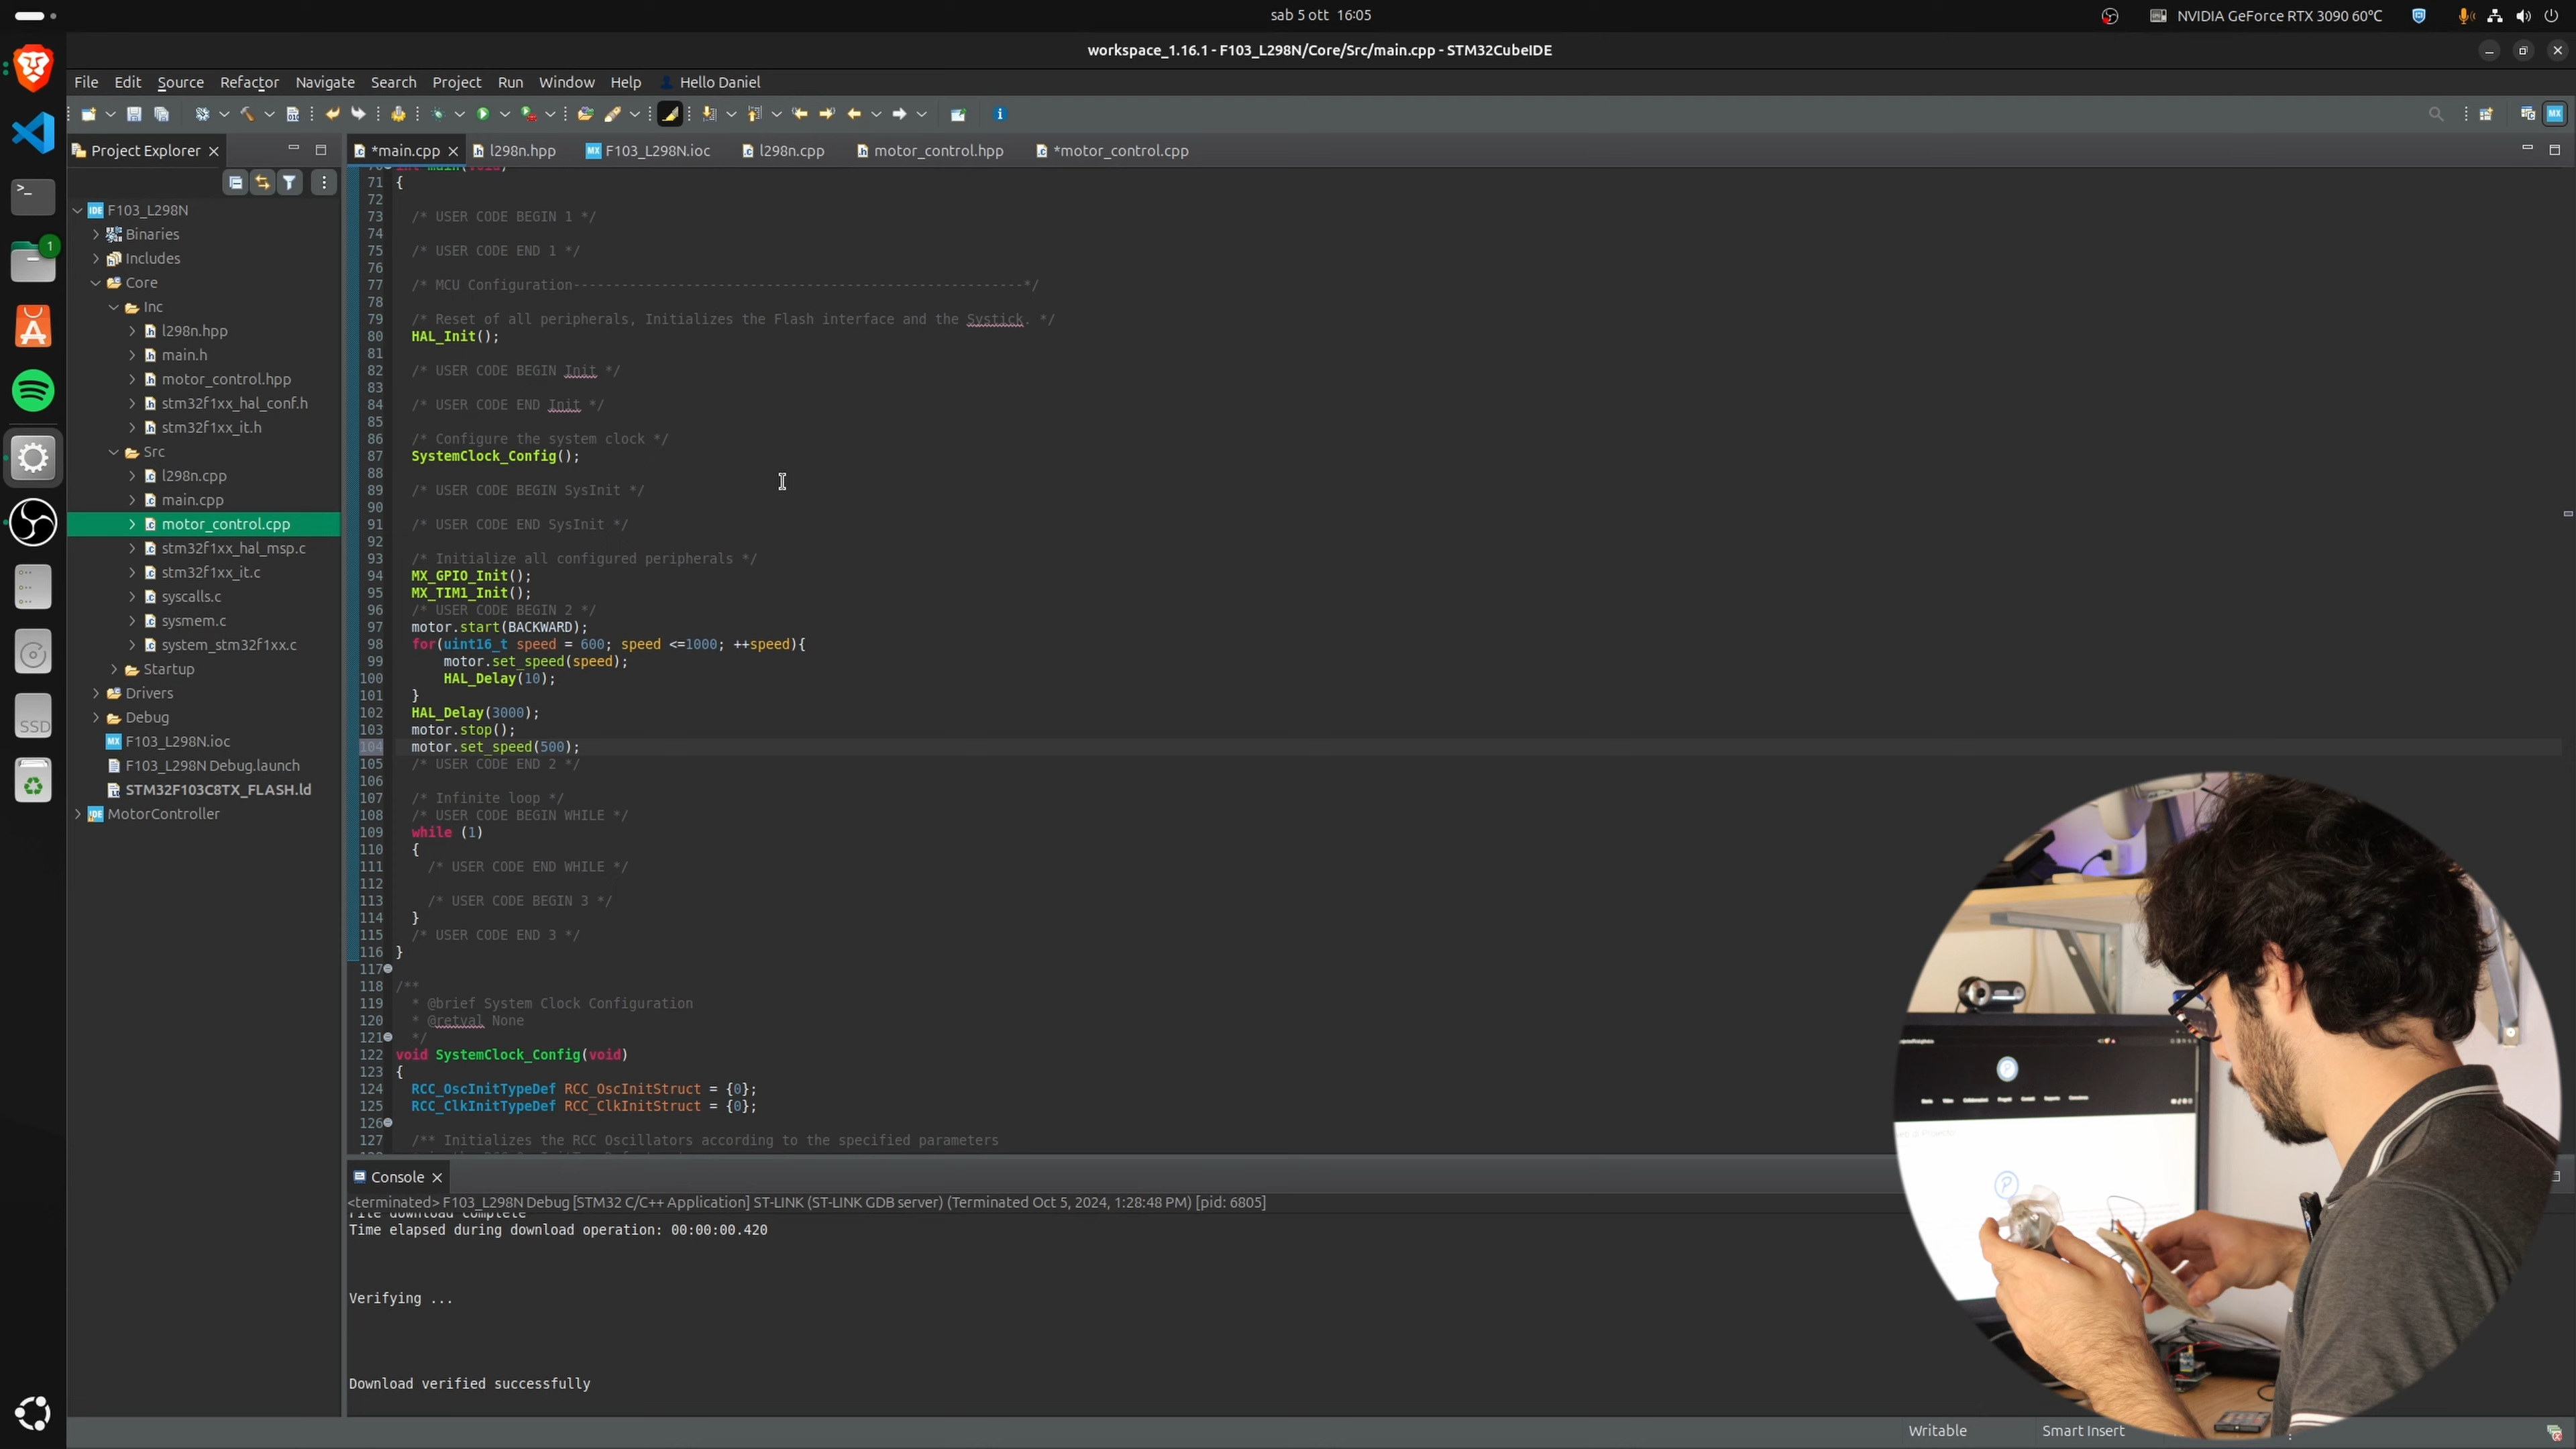 sab 5 ott 16:05
NVIDIA GeForce RTX 3090 60°C
workspace_1.16.1 - F103_L298N/Core/Src/main.cpp - STM32CubeIDE
File Edit Source Refactor Navigate Search Project Run Window Help Hello Daniel
Project Explorer
*main.cpp l298n.hpp F103_L298N.ioc l298n.cpp motor_control.hpp *motor_control.cpp
1
F103_L298N
Binaries
Includes
Core
Inc
l298n.hpp
main.h
motor_control.hpp
stm32f1xx_hal_conf.h
stm32f1xx_it.h
Src
l298n.cpp
main.cpp
motor_control.cpp
stm32f1xx_hal_msp.c
stm32f1xx_it.c
syscalls.c
sysmem.c
system_stm32f1xx.c
Startup
Drivers
Debug
F103_L298N.ioc
F103_L298N Debug.launch
STM32F103C8TX_FLASH.ld
MotorController
SSD
71 {
72
73 /* USER CODE BEGIN 1 */
74
75 /* USER CODE END 1 */
76
77 /* MCU Configuration--------------------------------------------------------*/
78
79 /* Reset of all peripherals, Initializes the Flash interface and the Systick. */
80 HAL_Init();
81
82 /* USER CODE BEGIN Init */
83
84 /* USER CODE END Init */
85
86 /* Configure the system clock */
87 SystemClock_Config();
88
89 /* USER CODE BEGIN SysInit */
90
91 /* USER CODE END SysInit */
92
93 /* Initialize all configured peripherals */
94 MX_GPIO_Init();
95 MX_TIM1_Init();
96 /* USER CODE BEGIN 2 */
97 motor.start(BACKWARD);
98 for(uint16_t speed = 600; speed <=1000; ++speed){
99 motor.set_speed(speed);
100 HAL_Delay(10);
101 }
102 HAL_Delay(3000);
103 motor.stop();
104 motor.set_speed(500);
105 /* USER CODE END 2 */
106
107 /* Infinite loop */
108 /* USER CODE BEGIN WHILE */
109 while (1)
110 {
111 /* USER CODE END WHILE */
112
113 /* USER CODE BEGIN 3 */
114 }
115 /* USER CODE END 3 */
116 }
117
118 /**
119 * @brief System Clock Configuration
120 * @retval None
121 */
122 void SystemClock_Config(void)
123 {
124 RCC_OscInitTypeDef RCC_OscInitStruct = {0};
125 RCC_ClkInitTypeDef RCC_ClkInitStruct = {0};
126
127 /** Initializes the RCC Oscillators according to the specified parameters
Console
<terminated> F103_L298N Debug [STM32 C/C++ Application] ST-LINK (ST-LINK GDB server) (Terminated Oct 5, 2024, 1:28:48 PM) [pid: 6805]
File download complete
Time elapsed during download operation: 00:00:00.420
Verifying ...
Download verified successfully
Writable Smart Insert